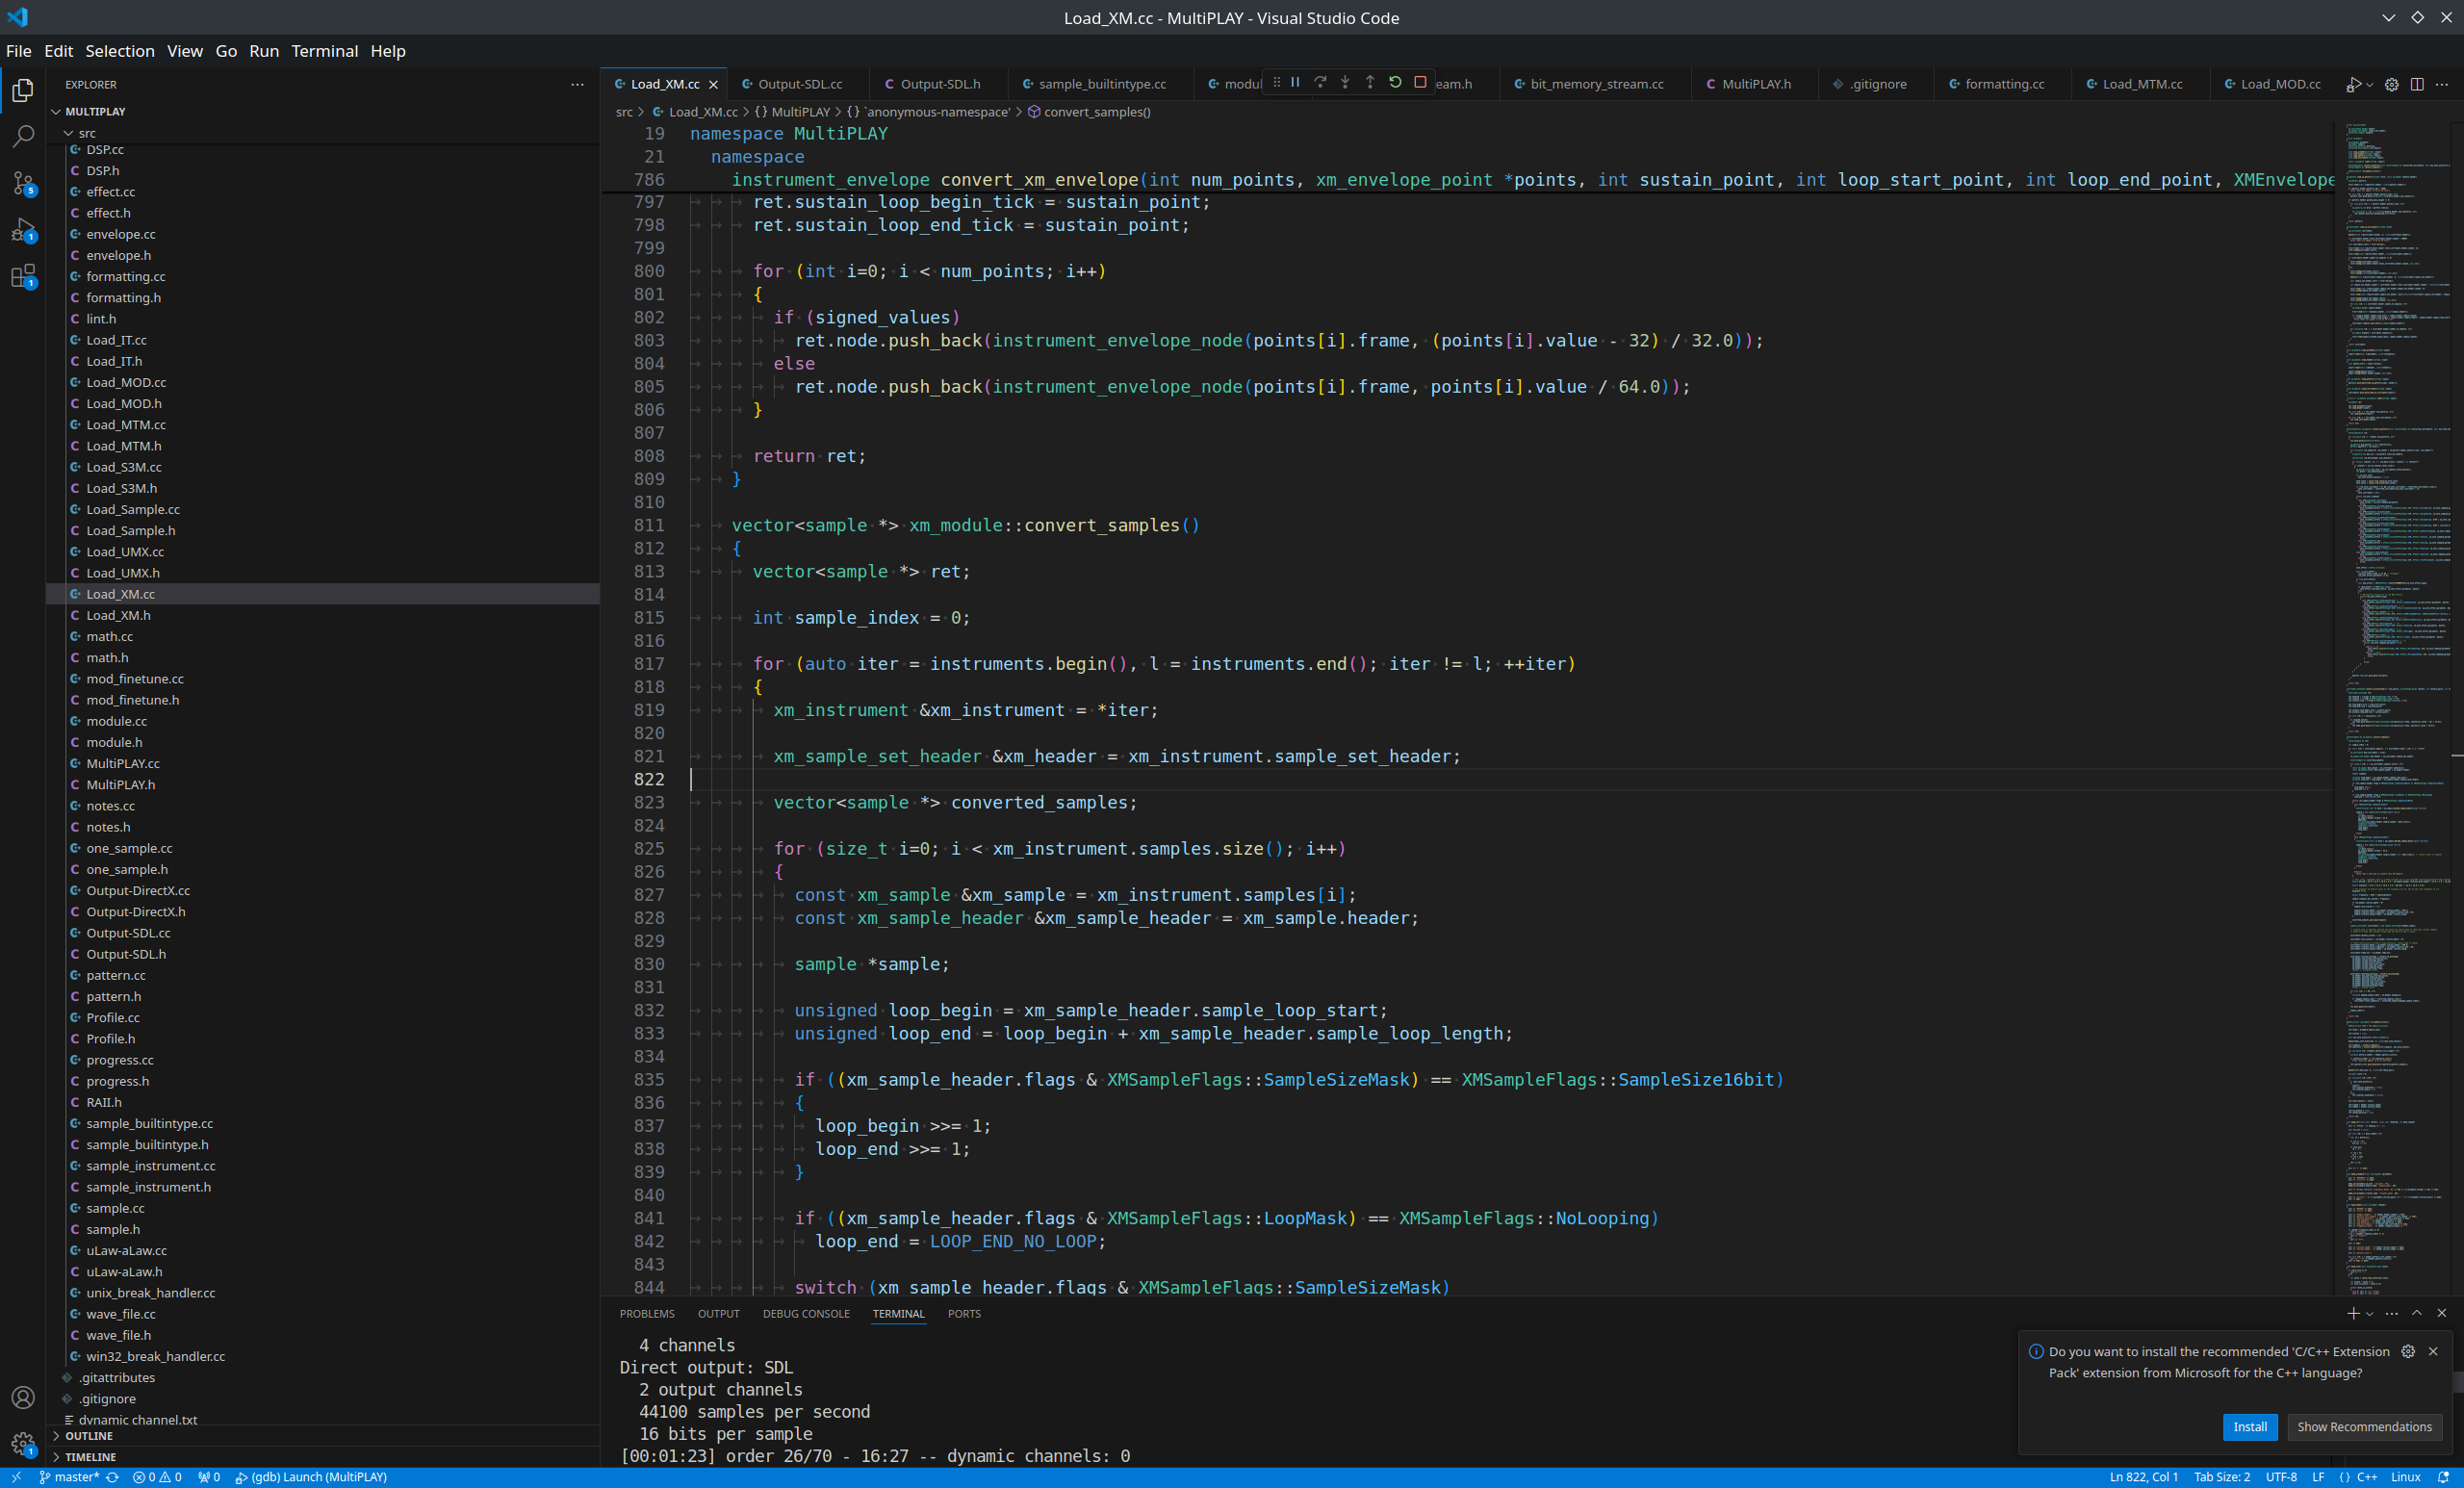 Load_XM.cc - MultiPLAY - Visual Studio Code
File Edit Selection View Go Run Terminal Help
EXPLORER
MULTIPLAY
src
DSP.cc
DSP.h
effect.cc
effect.h
envelope.cc
envelope.h
formatting.cc
formatting.h
lint.h
Load_IT.cc
Load_IT.h
Load_MOD.cc
Load_MOD.h
Load_MTM.cc
Load_MTM.h
Load_S3M.cc
Load_S3M.h
Load_Sample.cc
Load_Sample.h
Load_UMX.cc
Load_UMX.h
Load_XM.cc
Load_XM.h
math.cc
math.h
mod_finetune.cc
mod_finetune.h
module.cc
module.h
MultiPLAY.cc
MultiPLAY.h
notes.cc
notes.h
one_sample.cc
one_sample.h
Output-DirectX.cc
Output-DirectX.h
Output-SDL.cc
Output-SDL.h
pattern.cc
pattern.h
Profile.cc
Profile.h
progress.cc
progress.h
RAII.h
sample_builtintype.cc
sample_builtintype.h
sample_instrument.cc
sample_instrument.h
sample.cc
sample.h
uLaw-aLaw.cc
uLaw-aLaw.h
unix_break_handler.cc
wave_file.cc
wave_file.h
win32_break_handler.cc
.gitattributes
.gitignore
dynamic channel.txt
OUTLINE
TIMELINE
5
1
1
1
Load_XM.cc Output-SDL.cc Output-SDL.h sample_builtintype.cc modul eam.h bit_memory_stream.cc MultiPLAY.h .gitignore formatting.cc Load_MTM.cc Load_MOD.cc
src > Load_XM.cc > {} MultiPLAY > {} `anonymous-namespace' > convert_samples()
19 namespace MultiPLAY
21 namespace
786 instrument_envelope convert_xm_envelope(int num_points, xm_envelope_point *points, int sustain_point, int loop_start_point, int loop_end_point, XMEnvelope
797 ret.sustain_loop_begin_tick = sustain_point;
798 ret.sustain_loop_end_tick = sustain_point;
799
800 for (int i=0; i < num_points; i++)
801 {
802 if (signed_values)
803 ret.node.push_back(instrument_envelope_node(points[i].frame, (points[i].value - 32) / 32.0));
804 else
805 ret.node.push_back(instrument_envelope_node(points[i].frame, points[i].value / 64.0));
806 }
807
808 return ret;
809 }
810
811 vector<sample *> xm_module::convert_samples()
812 {
813 vector<sample *> ret;
814
815 int sample_index = 0;
816
817 for (auto iter = instruments.begin(), l = instruments.end(); iter != l; ++iter)
818 {
819 xm_instrument &xm_instrument = *iter;
820
821 xm_sample_set_header &xm_header = xm_instrument.sample_set_header;
822
823 vector<sample *> converted_samples;
824
825 for (size_t i=0; i < xm_instrument.samples.size(); i++)
826 {
827 const xm_sample &xm_sample = xm_instrument.samples[i];
828 const xm_sample_header &xm_sample_header = xm_sample.header;
829
830 sample *sample;
831
832 unsigned loop_begin = xm_sample_header.sample_loop_start;
833 unsigned loop_end = loop_begin + xm_sample_header.sample_loop_length;
834
835 if ((xm_sample_header.flags & XMSampleFlags::SampleSizeMask) == XMSampleFlags::SampleSize16bit)
836 {
837 loop_begin >>= 1;
838 loop_end >>= 1;
839 }
840
841 if ((xm_sample_header.flags & XMSampleFlags::LoopMask) == XMSampleFlags::NoLooping)
842 loop_end = LOOP_END_NO_LOOP;
843
844 switch (xm_sample_header.flags & XMSampleFlags::SampleSizeMask)
PROBLEMS OUTPUT DEBUG CONSOLE TERMINAL PORTS
4 channels
Direct output: SDL
2 output channels
44100 samples per second
16 bits per sample
[00:01:23] order 26/70 - 16:27 -- dynamic channels: 0
Do you want to install the recommended 'C/C++ Extension
Pack' extension from Microsoft for the C++ language?
Install Show Recommendations
master* 0 0 0 (gdb) Launch (MultiPLAY) Ln 822, Col 1 Tab Size: 2 UTF-8 LF {} C++ Linux